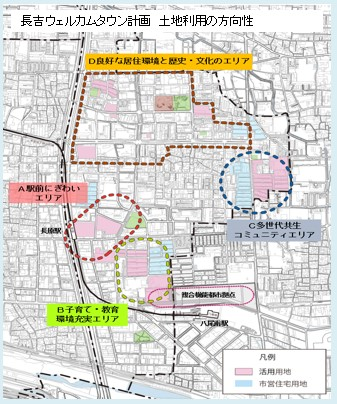 長吉ウェルカムタウン計画 土地利用の方向性
D良好な居住環境と歴史・文化のエリア
A駅前にぎわい
エリア
長原駅
C多世代共生
コミュニティエリア
複合機能都市拠点
B子育て・教育
環境充実エリア
八尾南駅
凡例
活用用地
市営住宅用地